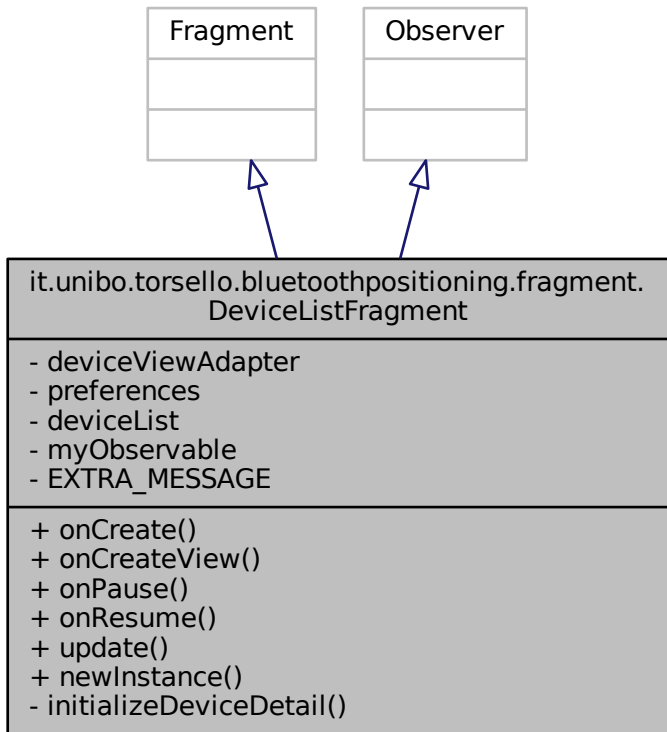 Fragment
Observer
it.unibo.torsello.bluetoothpositioning.fragment.
DeviceListFragment
- deviceViewAdapter
- preferences
- deviceList
- myObservable
- EXTRA_MESSAGE
+ onCreate()
+ onCreateView()
+ onPause()
+ onResume()
+ update()
+ newInstance()
- initializeDeviceDetail()